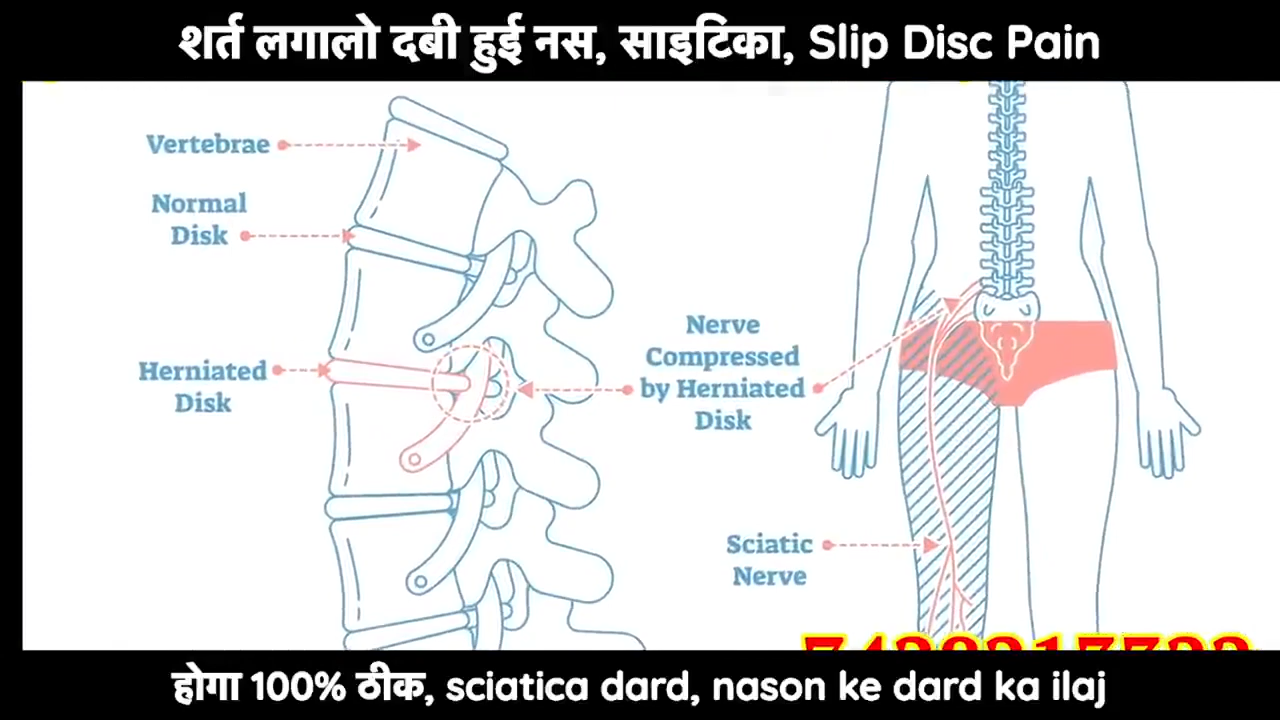 शर्त लगालो दबी हुई नस, साइटिका, Slip Disc Pain
Vertebrae
Normal
Disk
Herniated
Disk
Nerve
Compressed
by Herniated
Disk
Sciatic
Nerve
होगा 100% ठीक, sciatica dard, nason ke dard ka ilaj